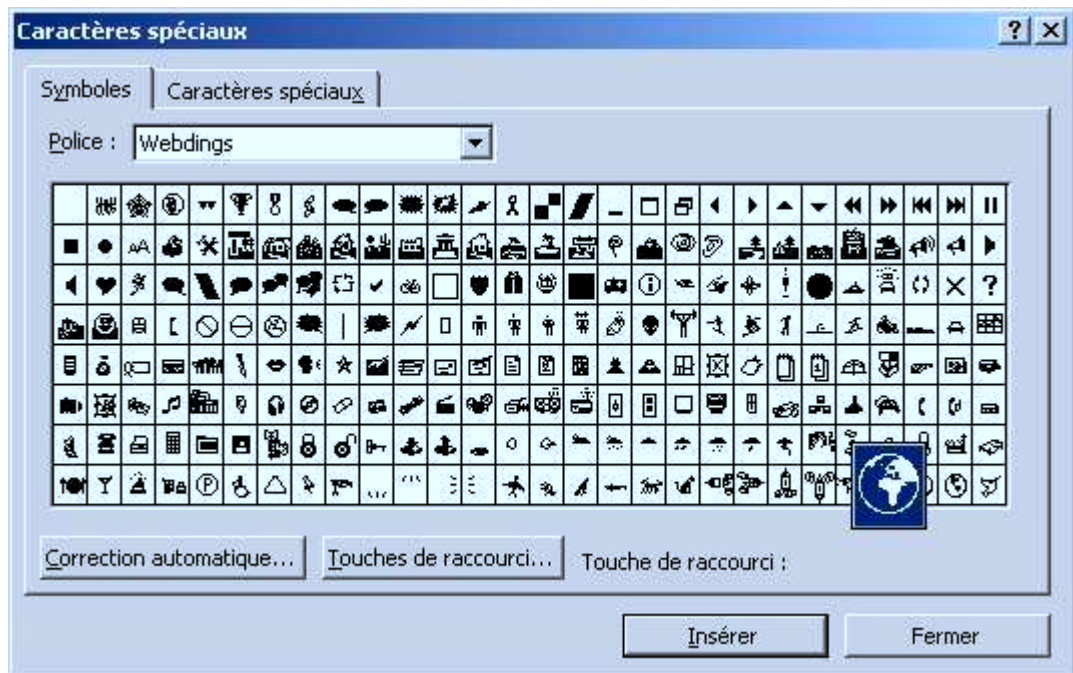 Caractères spéciaux
Symboles Caractères spéciaux
Police : Webdings
Correction automatique... Touches de raccourci... Touche de raccourci :
Insérer Fermer